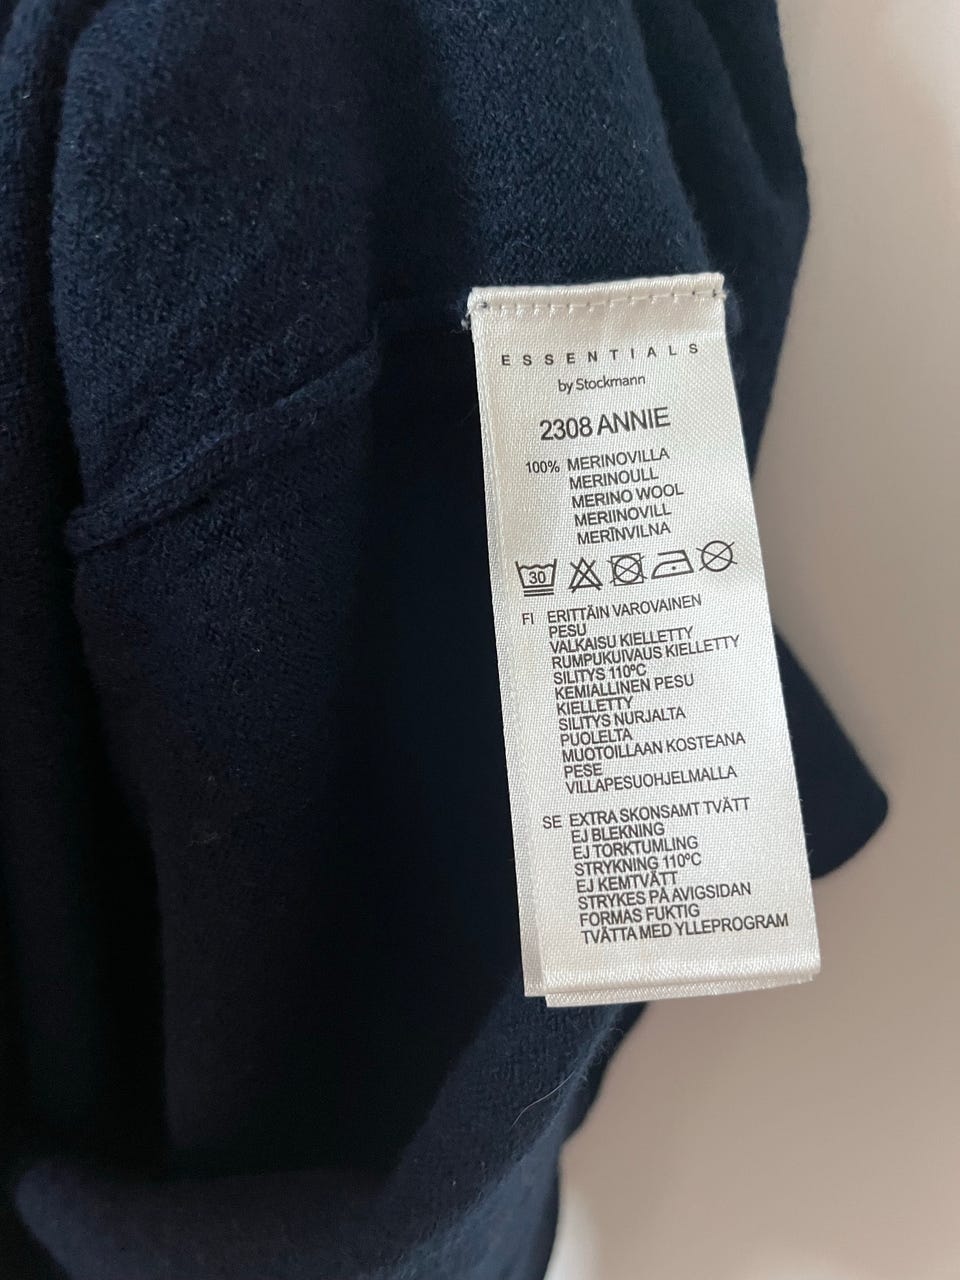 ESSENTIALS
by Stockmann
2308 ANNIE
100% MERINOVILLA
MERINOULL
MERINO WOOL
MERIINOVILL
MERĪNVILNA
30
FI ERITTÄIN VAROVAINEN
PESU
VALKAISU KIELLETTY
RUMPUKUIVAUS KIELLETTY
SILITYS 110ºC
KEMIALLINEN PESU
KIELLETTY
SILITYS NURJALTA
PUOLELTA
MUOTOILLAAN KOSTEANA
PESE
VILLAPESUOHJELMALLA
SE EXTRA SKONSAMT TVÄTT
EJ BLEKNING
EJ TORKTUMLING
STRYKNING 110ºC
EJ KEMTVÄTT
STRYKES PÅ AVIGSIDAN
FORMAS FUKTIG
TVÄTTA MED YLLEPROGRAM